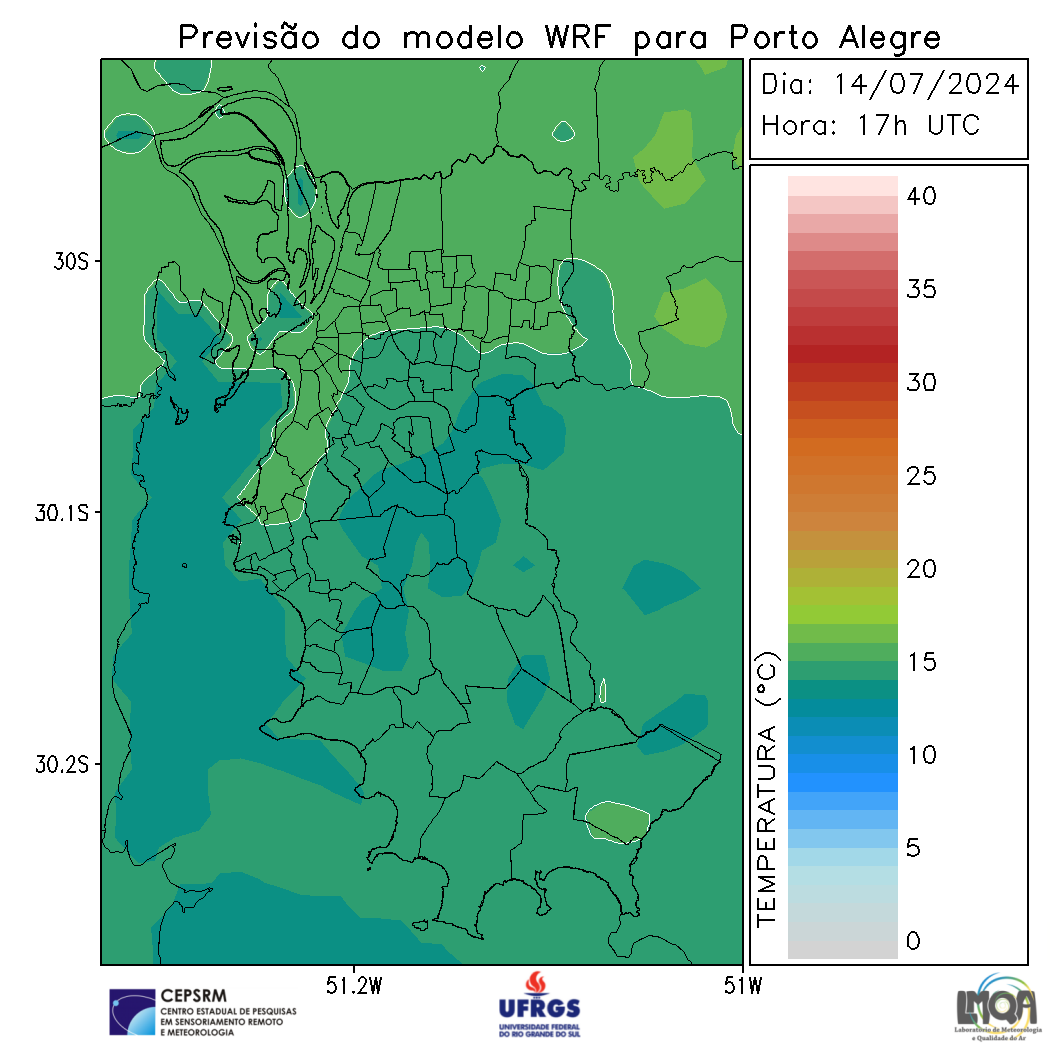 Previsão do modelo WRF para Porto Alegre
Dia: 14/07/2024
Hora: 17h UTC
40
35
30
25
20
15
10
5
0
TEMPERATURA (°C)
30S
30.1S
30.2S
51.2W
51W
CEPSRM
CENTRO ESTADUAL DE PESQUISAS
EM SENSORIAMENTO REMOTO
E METEOROLOGIA
UFRGS
UNIVERSIDADE FEDERAL
DO RIO GRANDE DO SUL
LMQA
Laboratório de Meteorologia
e Qualidade do Ar